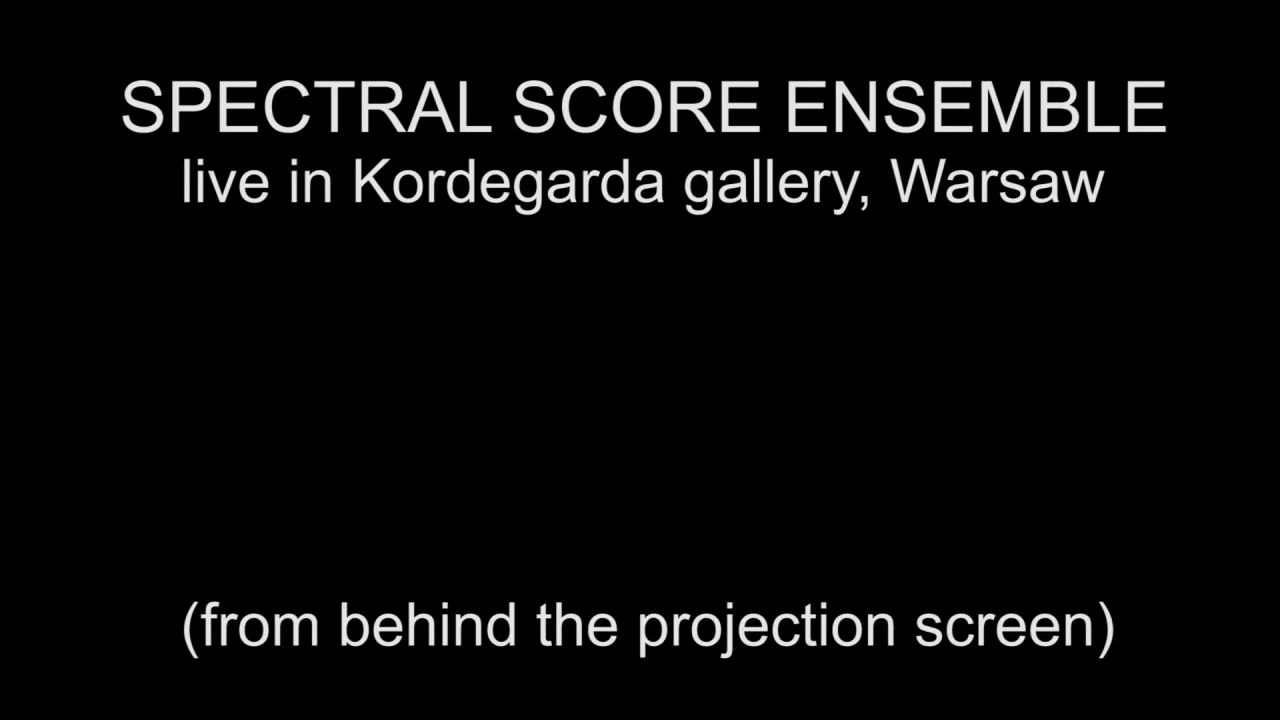 SPECTRAL SCORE ENSEMBLE
live in Kordegarda gallery, Warsaw
(from behind the projection screen)